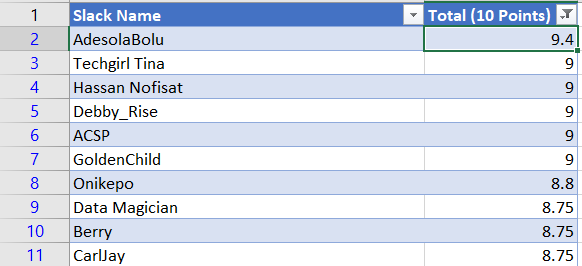 1 Slack Name Total (10 Points)
2 AdesolaBolu 9.4
3 Techgirl Tina 9
4 Hassan Nofisat 9
5 Debby_Rise 9
6 ACSP 9
7 GoldenChild 9
8 Onikepo 8.8
9 Data Magician 8.75
10 Berry 8.75
11 CarlJay 8.75